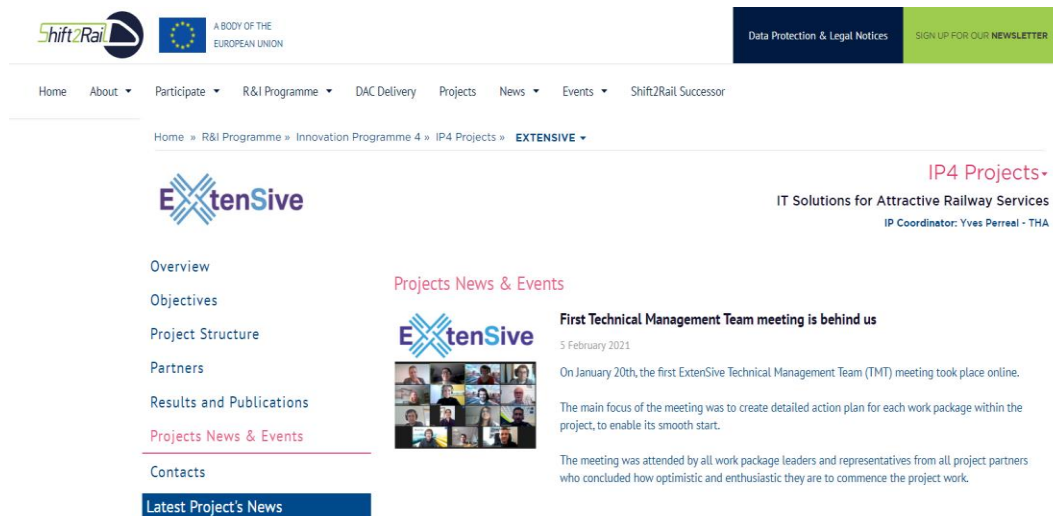 Shift2Rail
A BODY OF THE
EUROPEAN UNION
Data Protection & Legal Notices
SIGN UP FOR OUR NEWSLETTER
Home About Participate R&I Programme DAC Delivery Projects News Events Shift2Rail Successor
Home » R&I Programme » Innovation Programme 4 » IP4 Projects » EXTENSIVE
ExtenSive
IP4 Projects
IT Solutions for Attractive Railway Services
IP Coordinator: Yves Perreal - THA
Overview
Objectives
Project Structure
Partners
Results and Publications
Projects News & Events
Contacts
Latest Project's News
Projects News & Events
ExtenSive
First Technical Management Team meeting is behind us
5 February 2021
On January 20th, the first ExtenSive Technical Management Team (TMT) meeting took place online.
The main focus of the meeting was to create detailed action plan for each work package within the
project, to enable its smooth start.
The meeting was attended by all work package leaders and representatives from all project partners
who concluded how optimistic and enthusiastic they are to commence the project work.